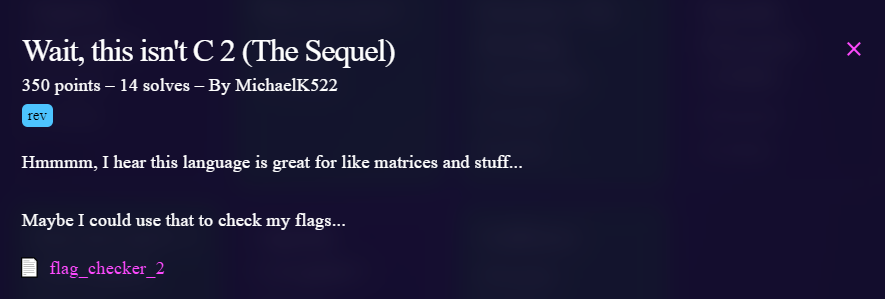 Wait, this isn't C 2 (The Sequel)
350 points – 14 solves – By MichaelK522
rev
Hmmmm, I hear this language is great for like matrices and stuff...
Maybe I could use that to check my flags...
flag_checker_2